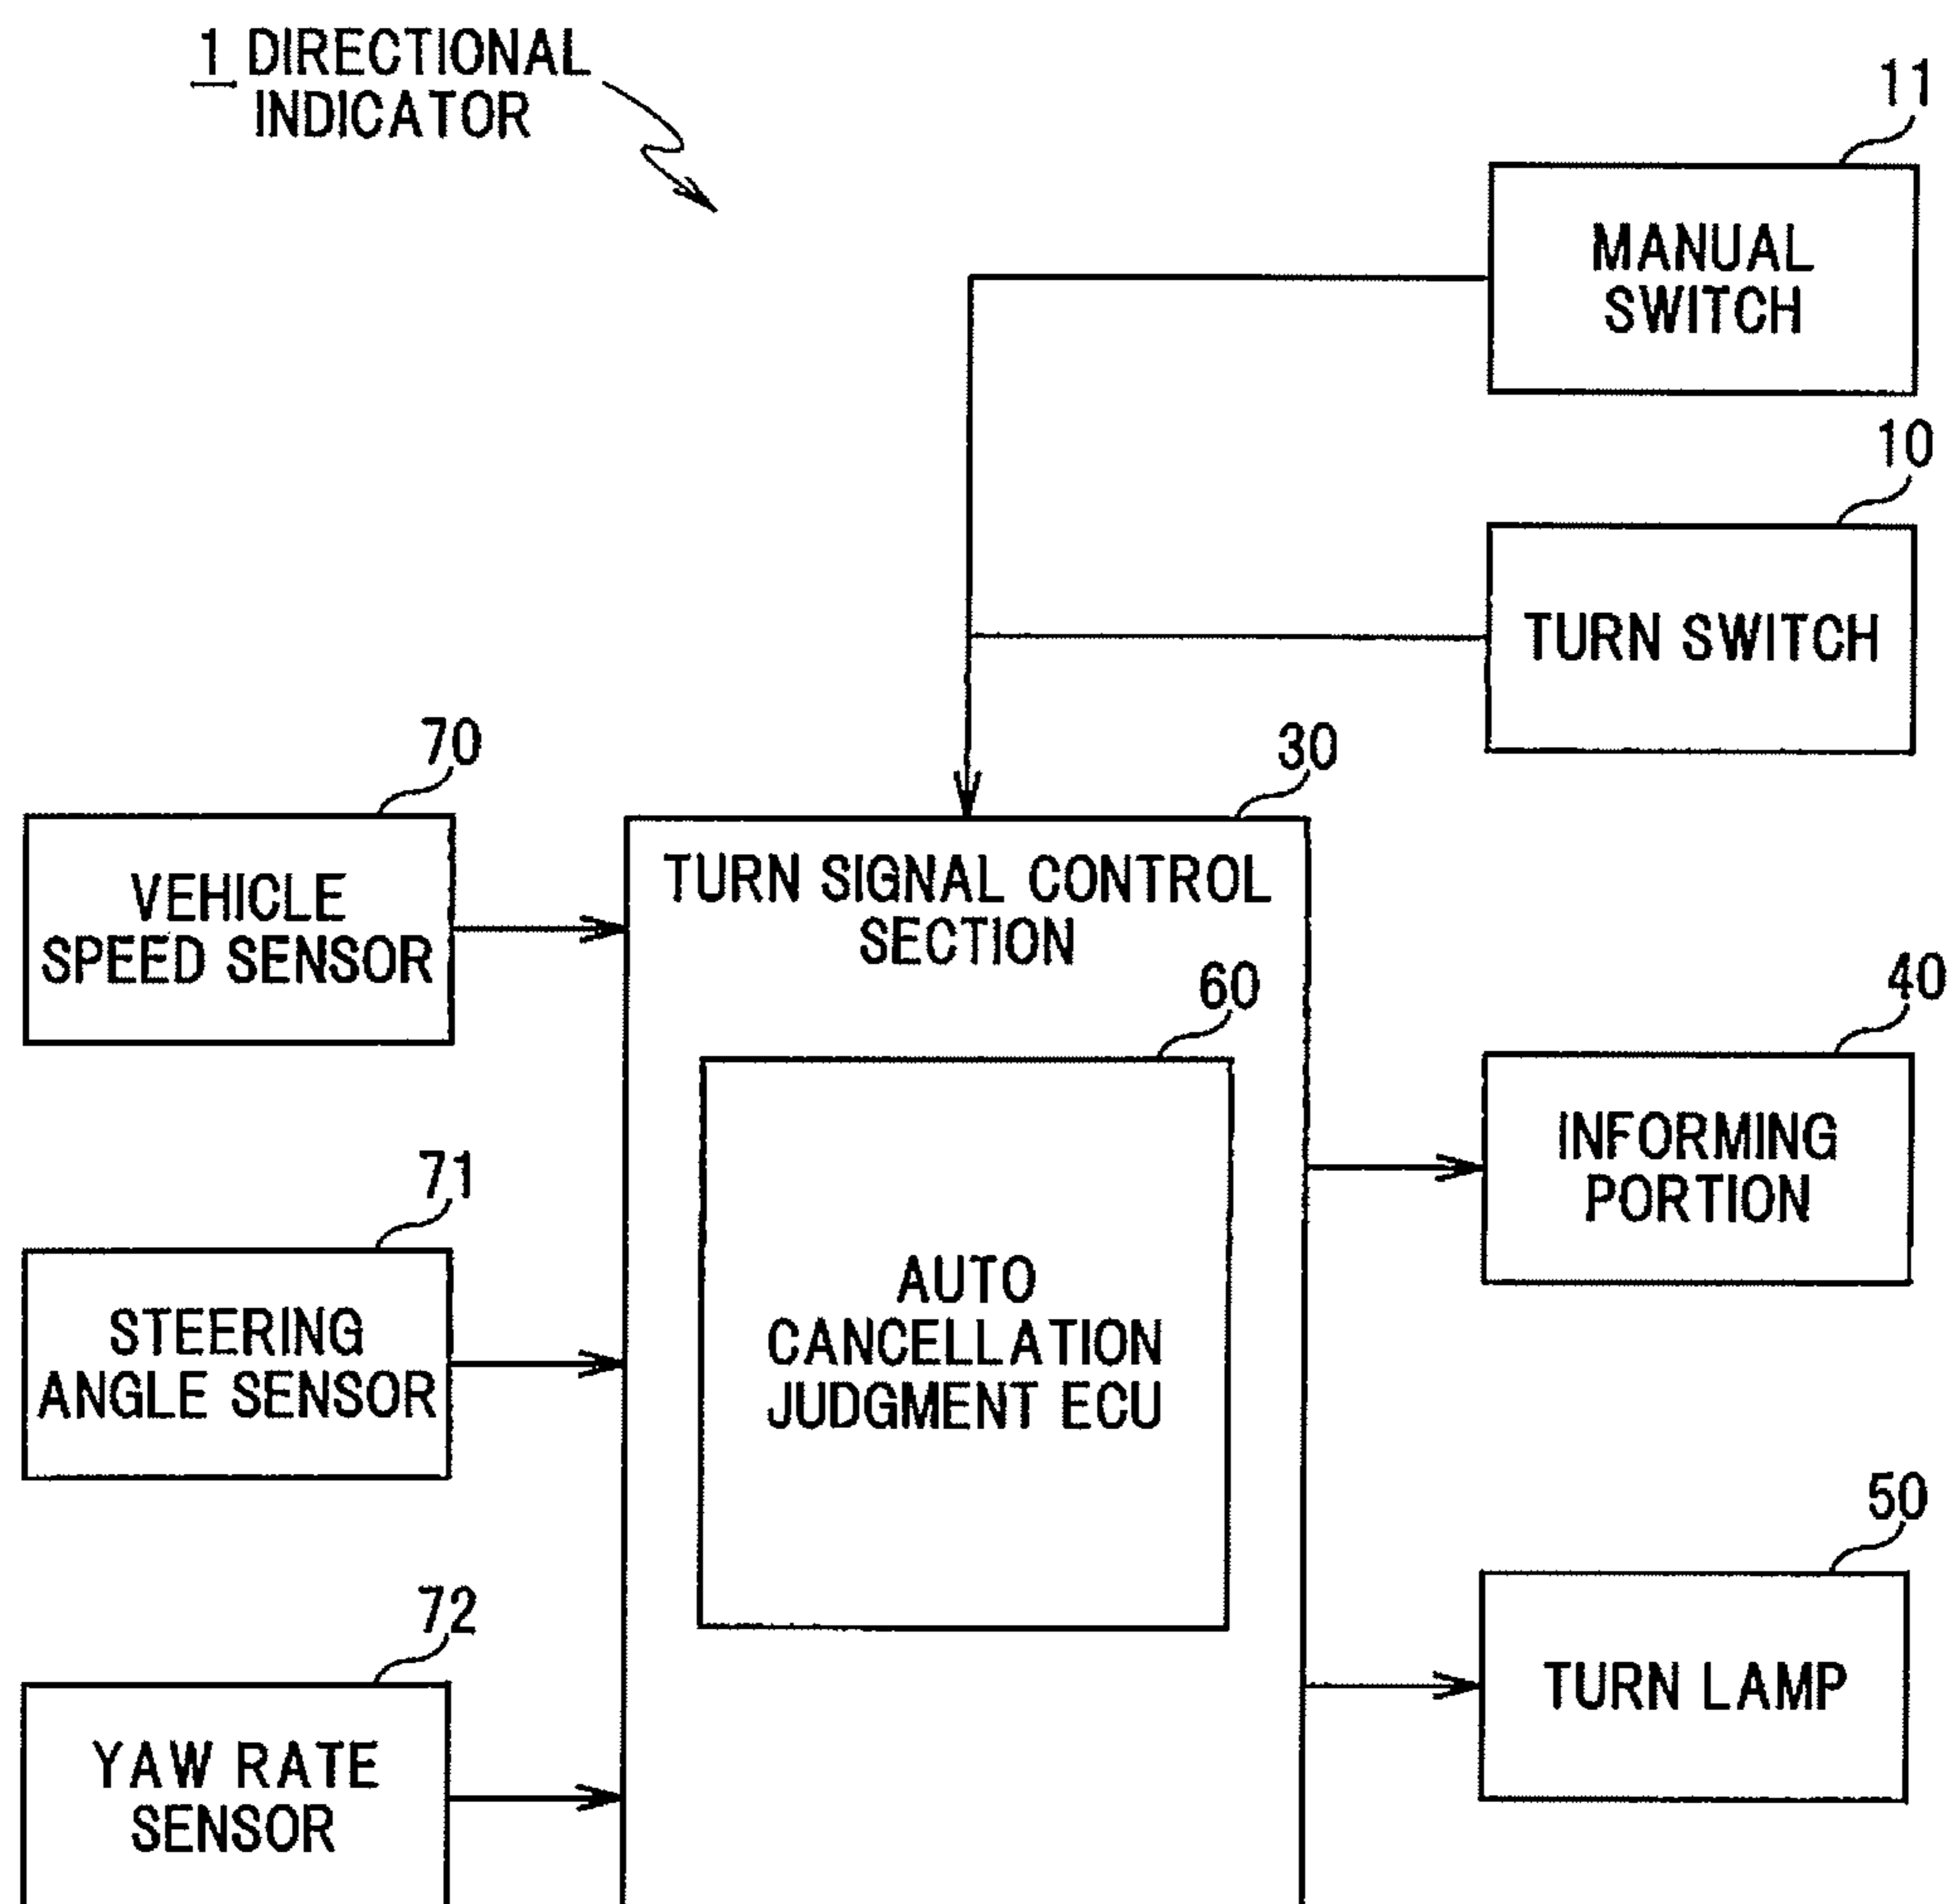 1 DIRECTIONAL
INDICATOR
11
MANUAL
SWITCH
10
TURN SWITCH
70
VEHICLE
SPEED SENSOR
30
TURN SIGNAL CONTROL
SECTION
60
AUTO
CANCELLATION
JUDGMENT ECU
40
INFORMING
PORTION
71
STEERING
ANGLE SENSOR
50
TURN LAMP
72
YAW RATE
SENSOR